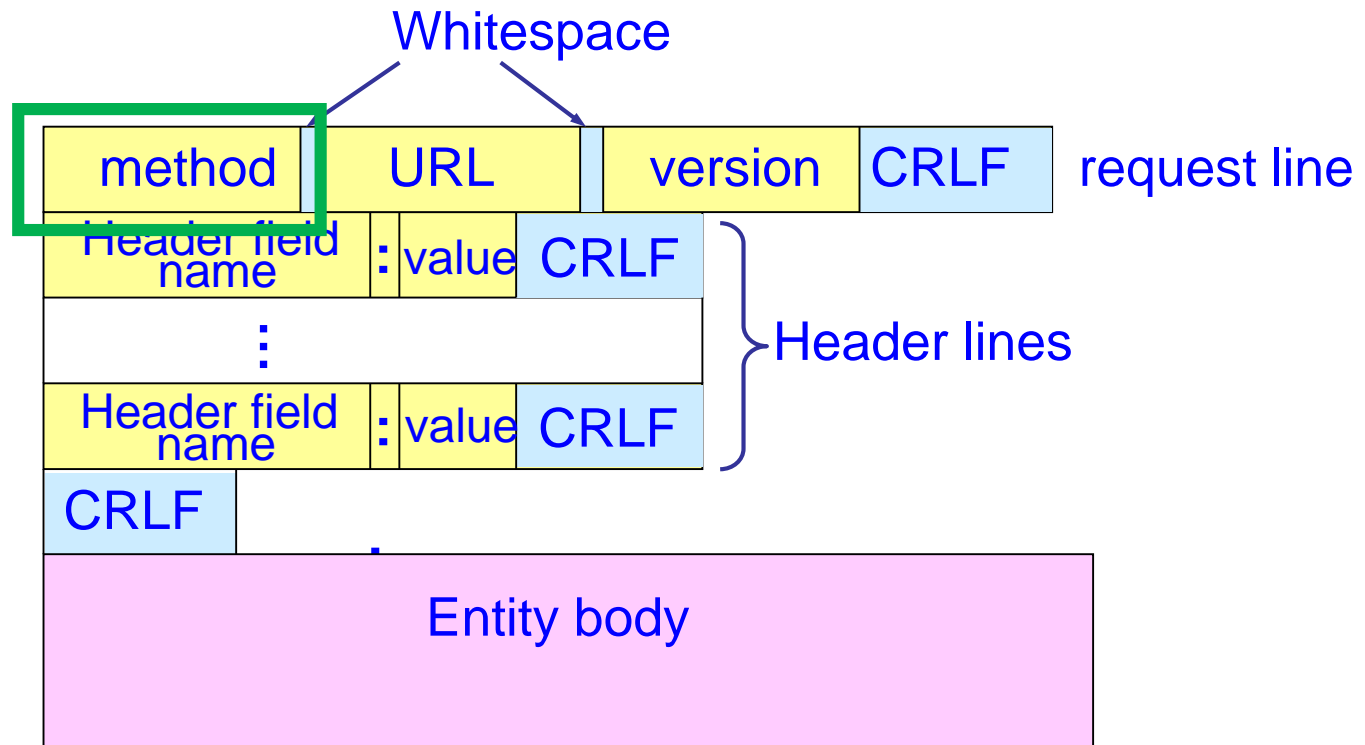 Whitespace
method URL version CRLF request line
Header field name : value CRLF
⋮
Header lines
Header field name : value CRLF
CRLF
Entity body